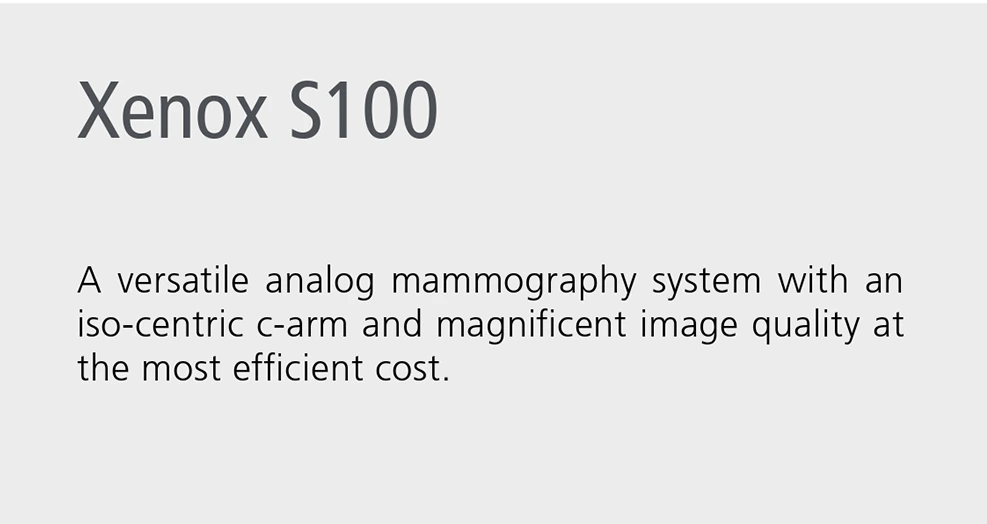 Xenox S100
A versatile analog mammography system with an
iso-centric c-arm and magnificent image quality at
the most efficient cost.